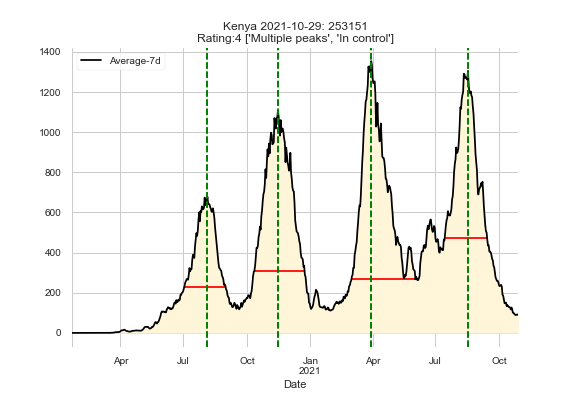 Kenya 2021-10-29: 253151
Rating:4 ['Multiple peaks', 'In control']
Average-7d
1400
1200
1000
800
600
400
200
0
Apr Jul Oct Jan Apr Jul Oct
2021
Date